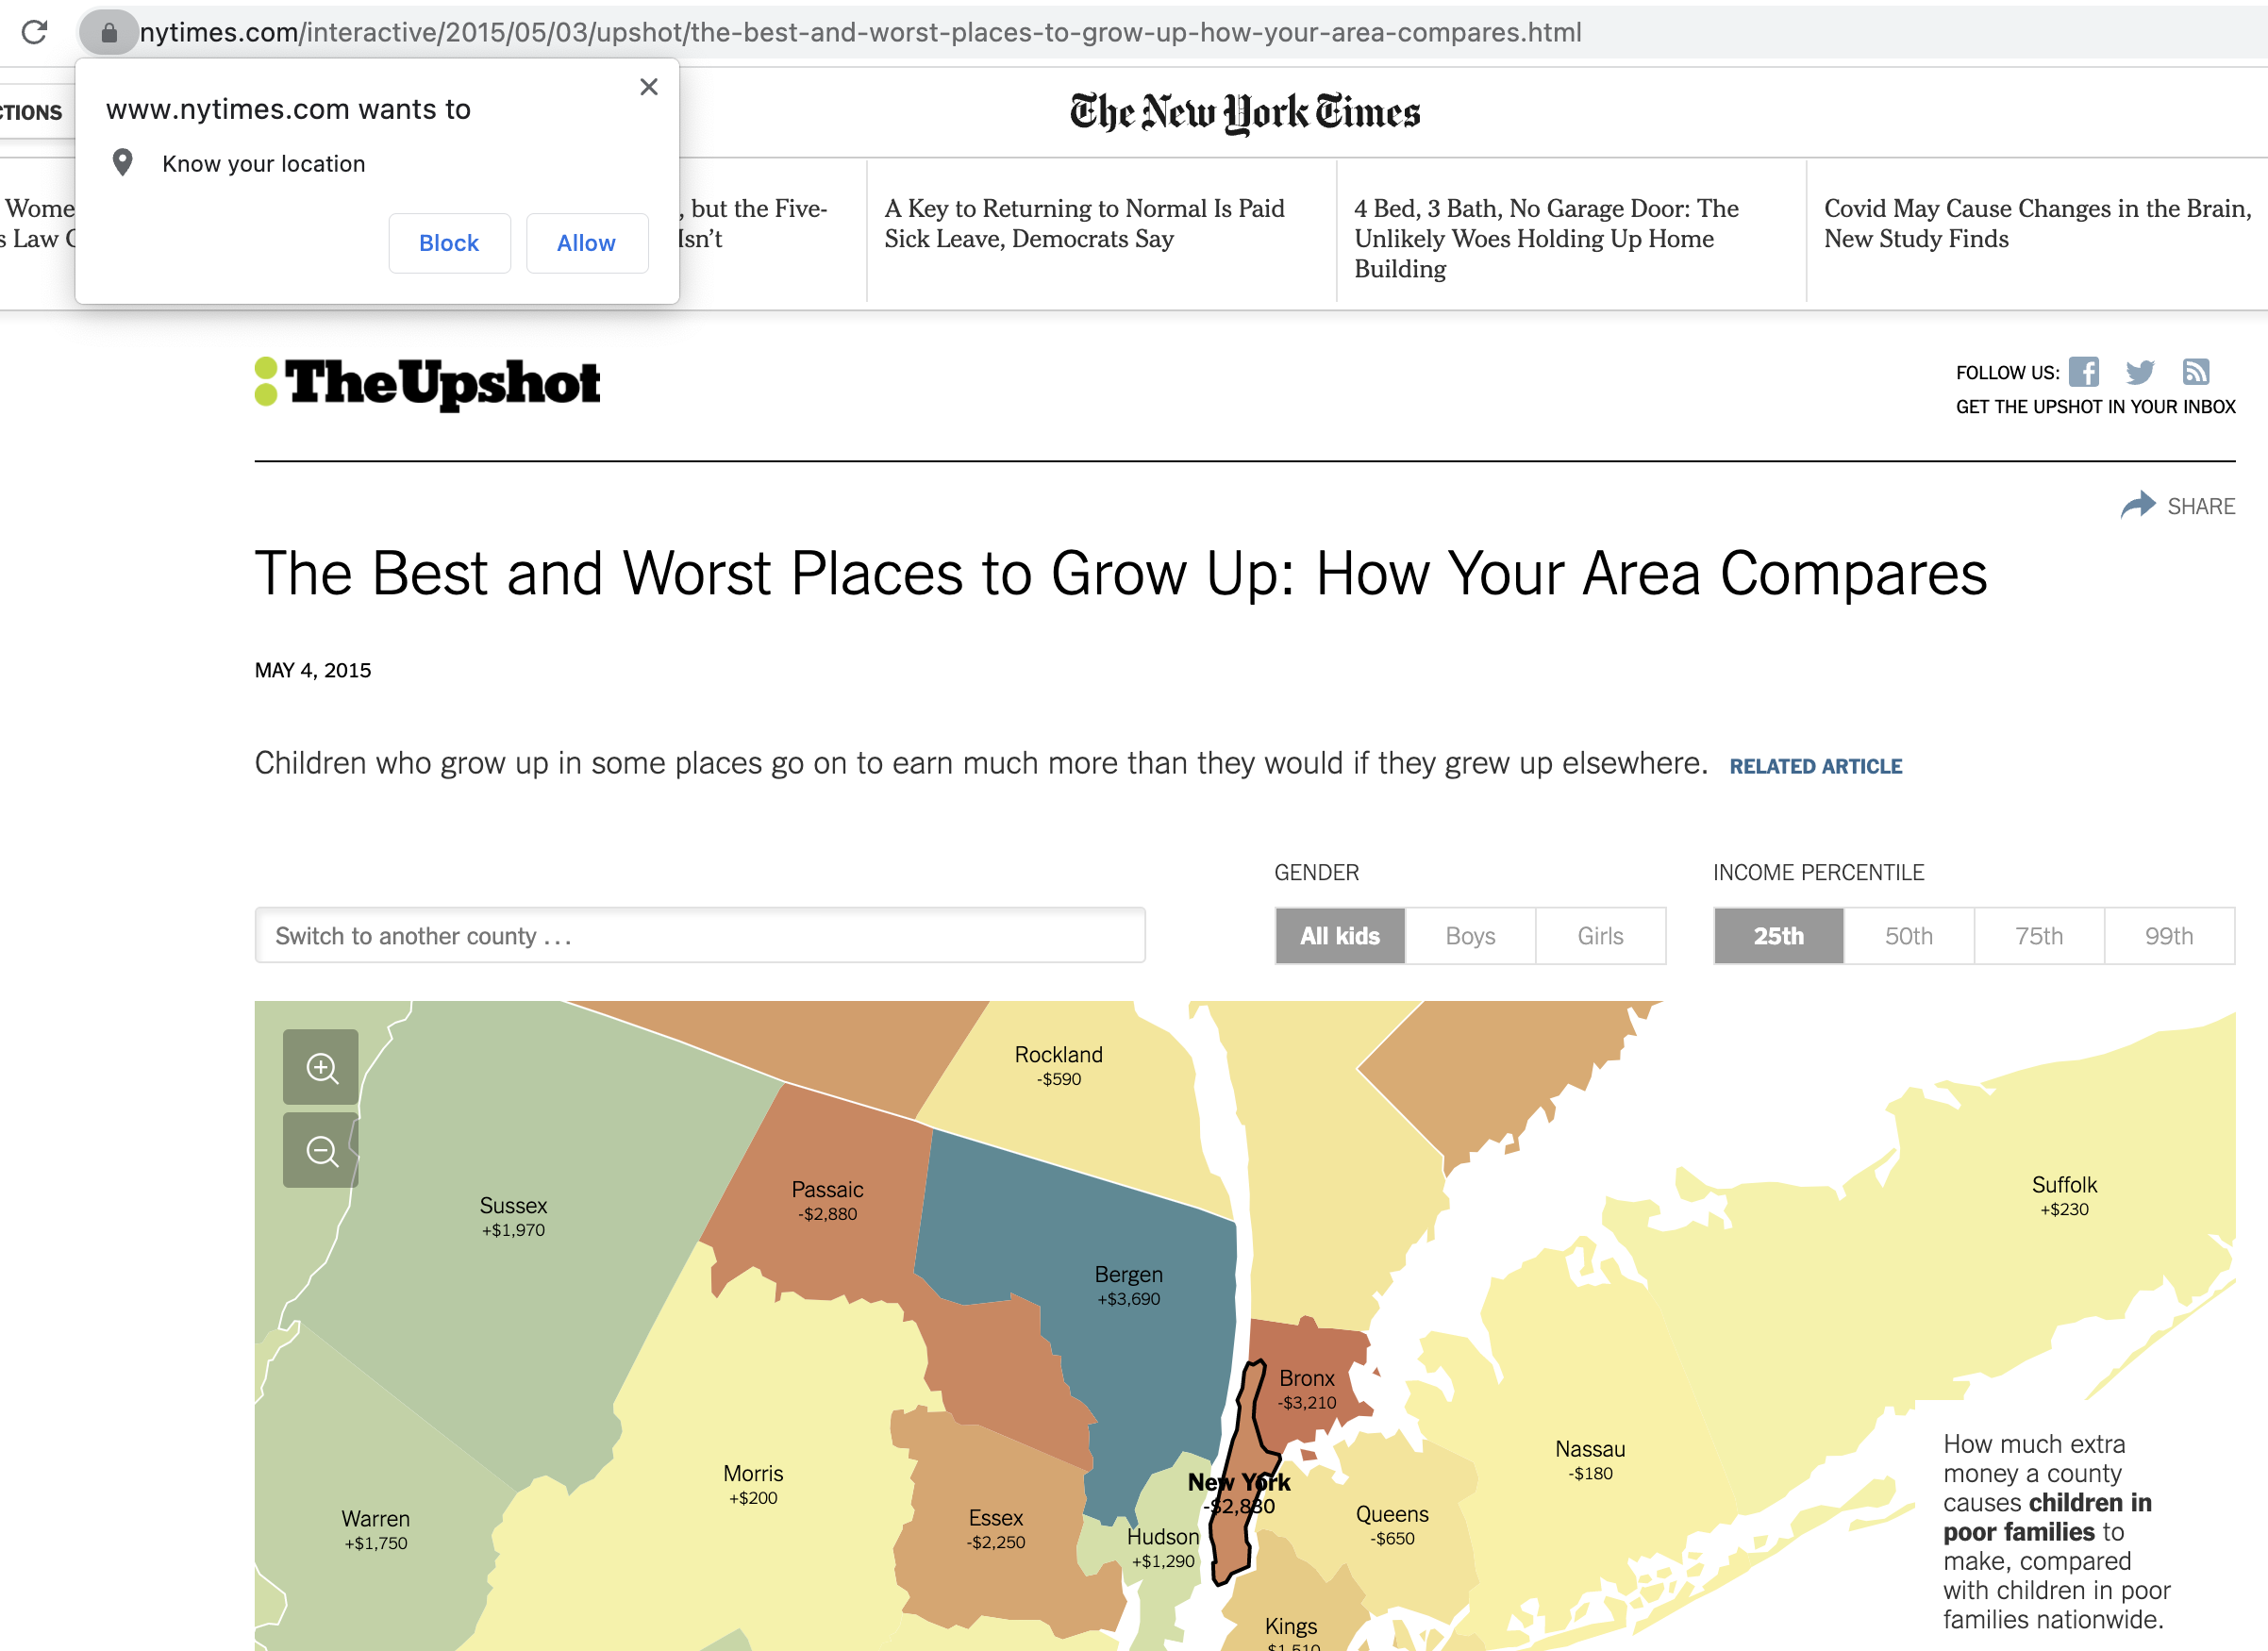 nytimes.com/interactive/2015/05/03/upshot/the-best-and-worst-places-to-grow-up-how-your-area-compares.html
www.nytimes.com wants to
Know your location
Block
Allow
The New York Times
, but the Five-
Isn’t
A Key to Returning to Normal Is Paid
Sick Leave, Democrats Say
4 Bed, 3 Bath, No Garage Door: The
Unlikely Woes Holding Up Home
Building
Covid May Cause Changes in the Brain,
New Study Finds
TheUpshot
FOLLOW US:
GET THE UPSHOT IN YOUR INBOX
SHARE
The Best and Worst Places to Grow Up: How Your Area Compares
MAY 4, 2015
Children who grow up in some places go on to earn much more than they would if they grew up elsewhere. RELATED ARTICLE
GENDER
INCOME PERCENTILE
Switch to another county ...
All kids
Boys
Girls
25th
50th
75th
99th
Rockland
-$590
Sussex
+$1,970
Passaic
-$2,880
Bergen
+$3,690
Suffolk
+$230
Bronx
-$3,210
Morris
+$200
Warren
+$1,750
Essex
-$2,250
Hudson
+$1,290
New York
Queens
-$650
Nassau
-$180
Kings
How much extra
money a county
causes children in
poor families to
make, compared
with children in poor
families nationwide.